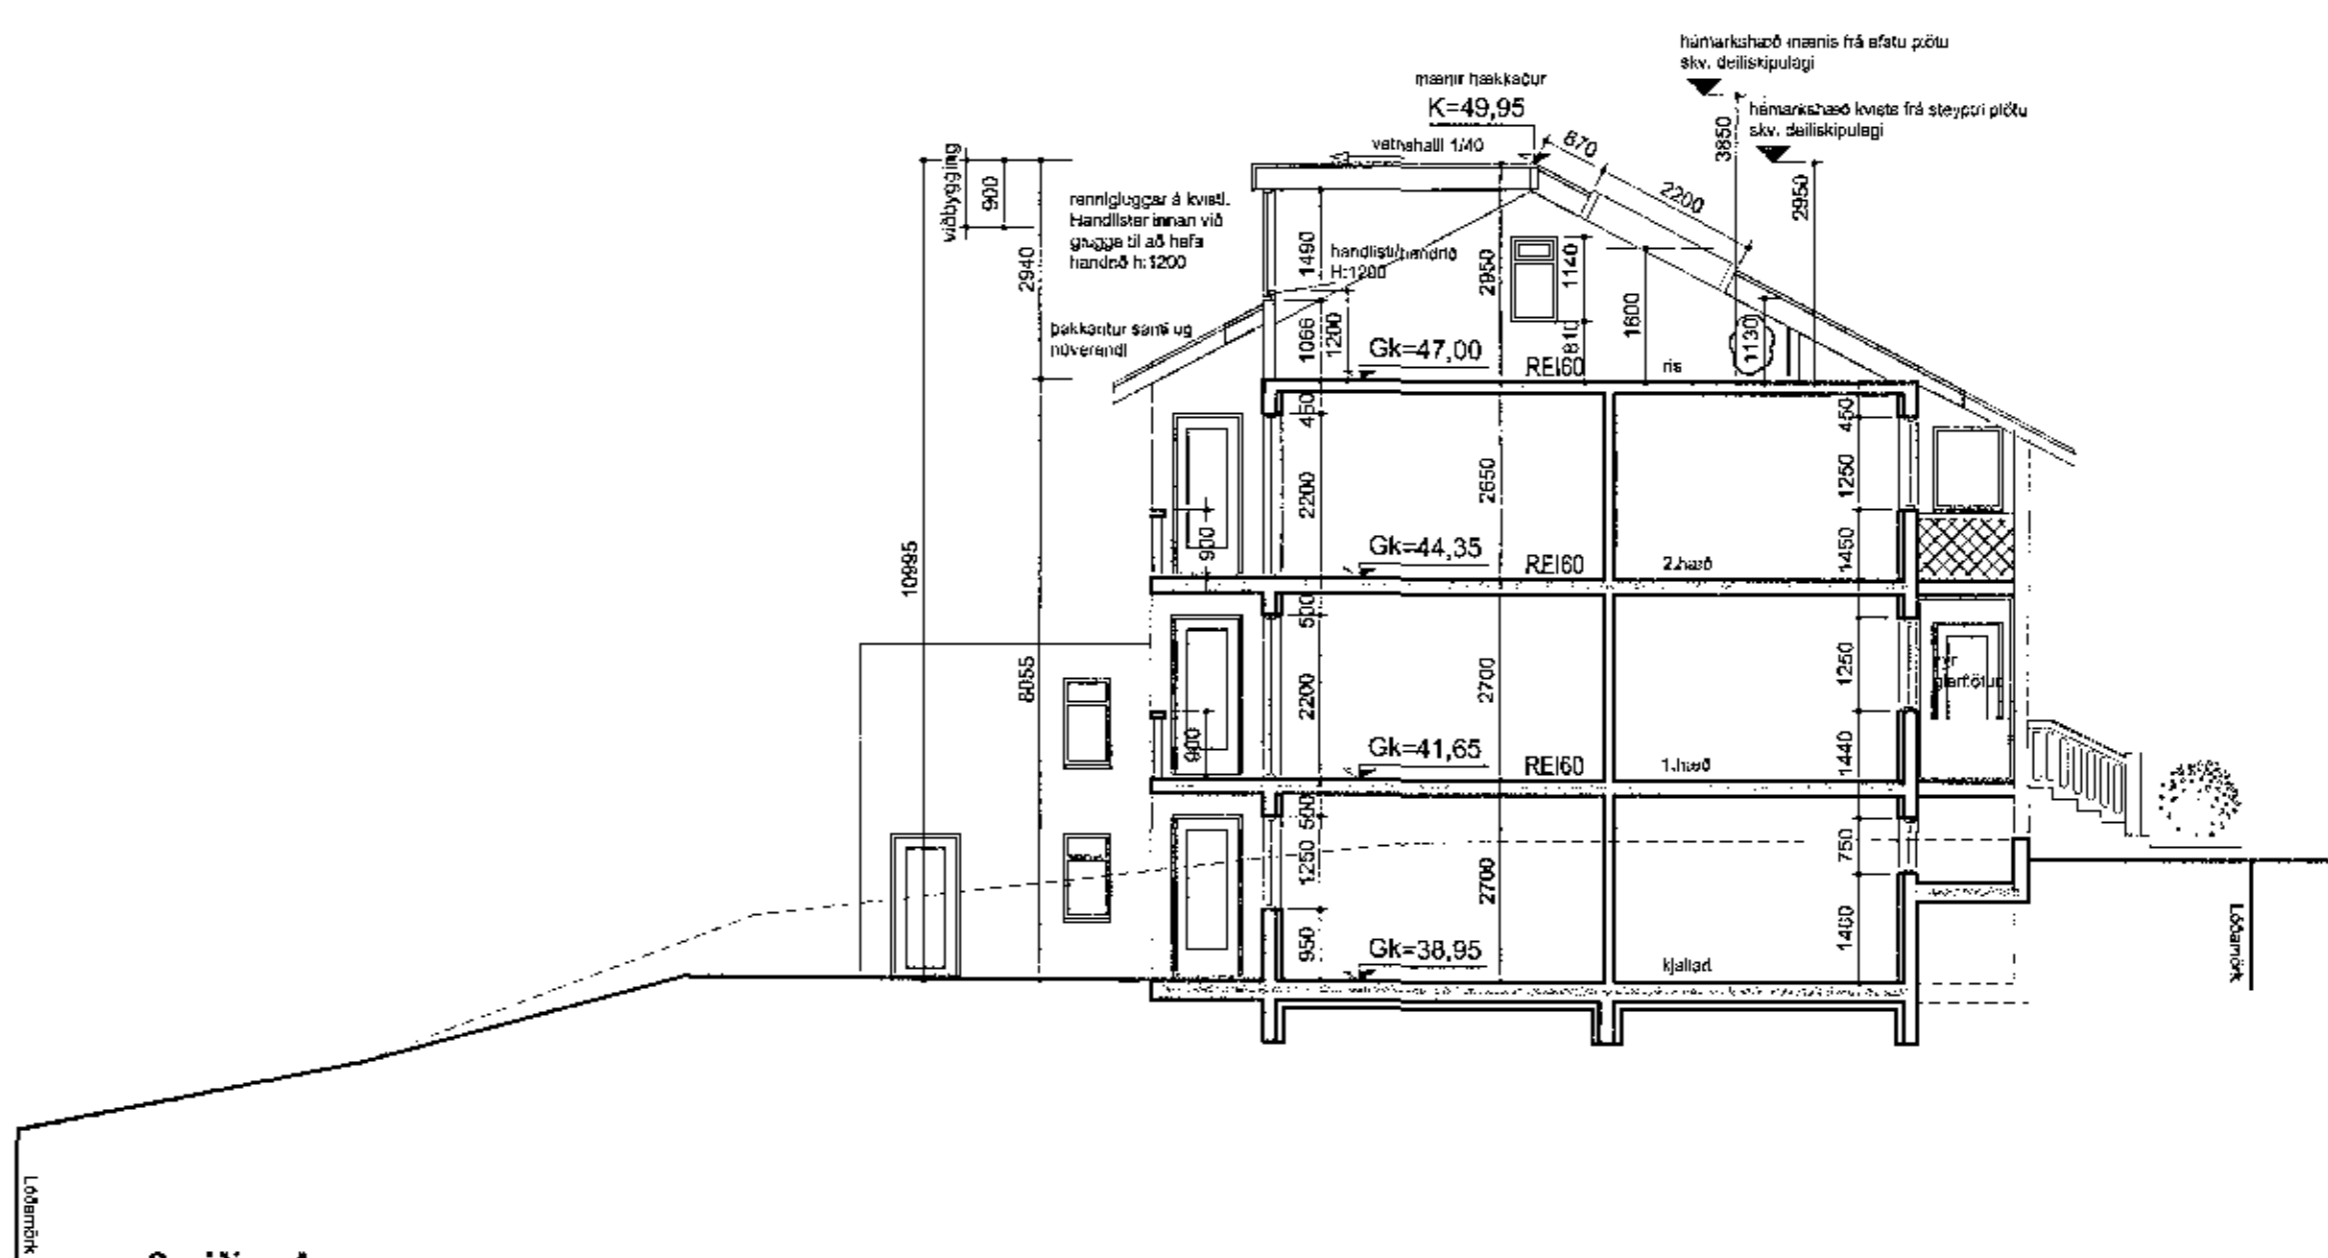 hámarkshæð mænis frá efstu plötu
skv. deiliskipulagi
mænir hækkaður
K=49,95
hámarkshæð kvists frá steyptri plötu
skv. deiliskipulagi
vatnshalli 1/40
870
2200
3850
2950
viðbygging
900
2940
rennigluggar á kvisti.
Handlistar innan við
glugga til að hafa
handrið h:1200
handlisti/handrið
H:1200
1490
2950
1140
1600
810
1130
1066
1200
þakkantur sami og
núverandi
Gk=47,00
REI60
ris
450
450
2200
2650
1250
900
10995
Gk=44,35
REI60
2.hæð
1450
500
8055
2200
2700
1250
900
Gk=41,65
REI60
1.hæð
1440
500
1250
2700
750
950
Gk=38,95
kjallari
1460
Lóðamörk
Lóðamörk